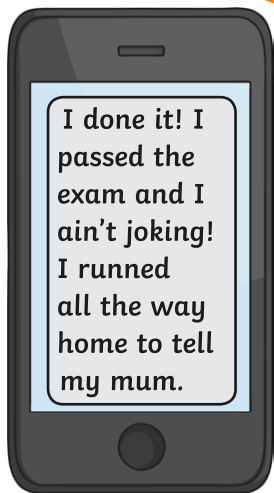 I done it! I
passed the
exam and I
ain't joking!
I runned
all the way
home to tell
my mum.